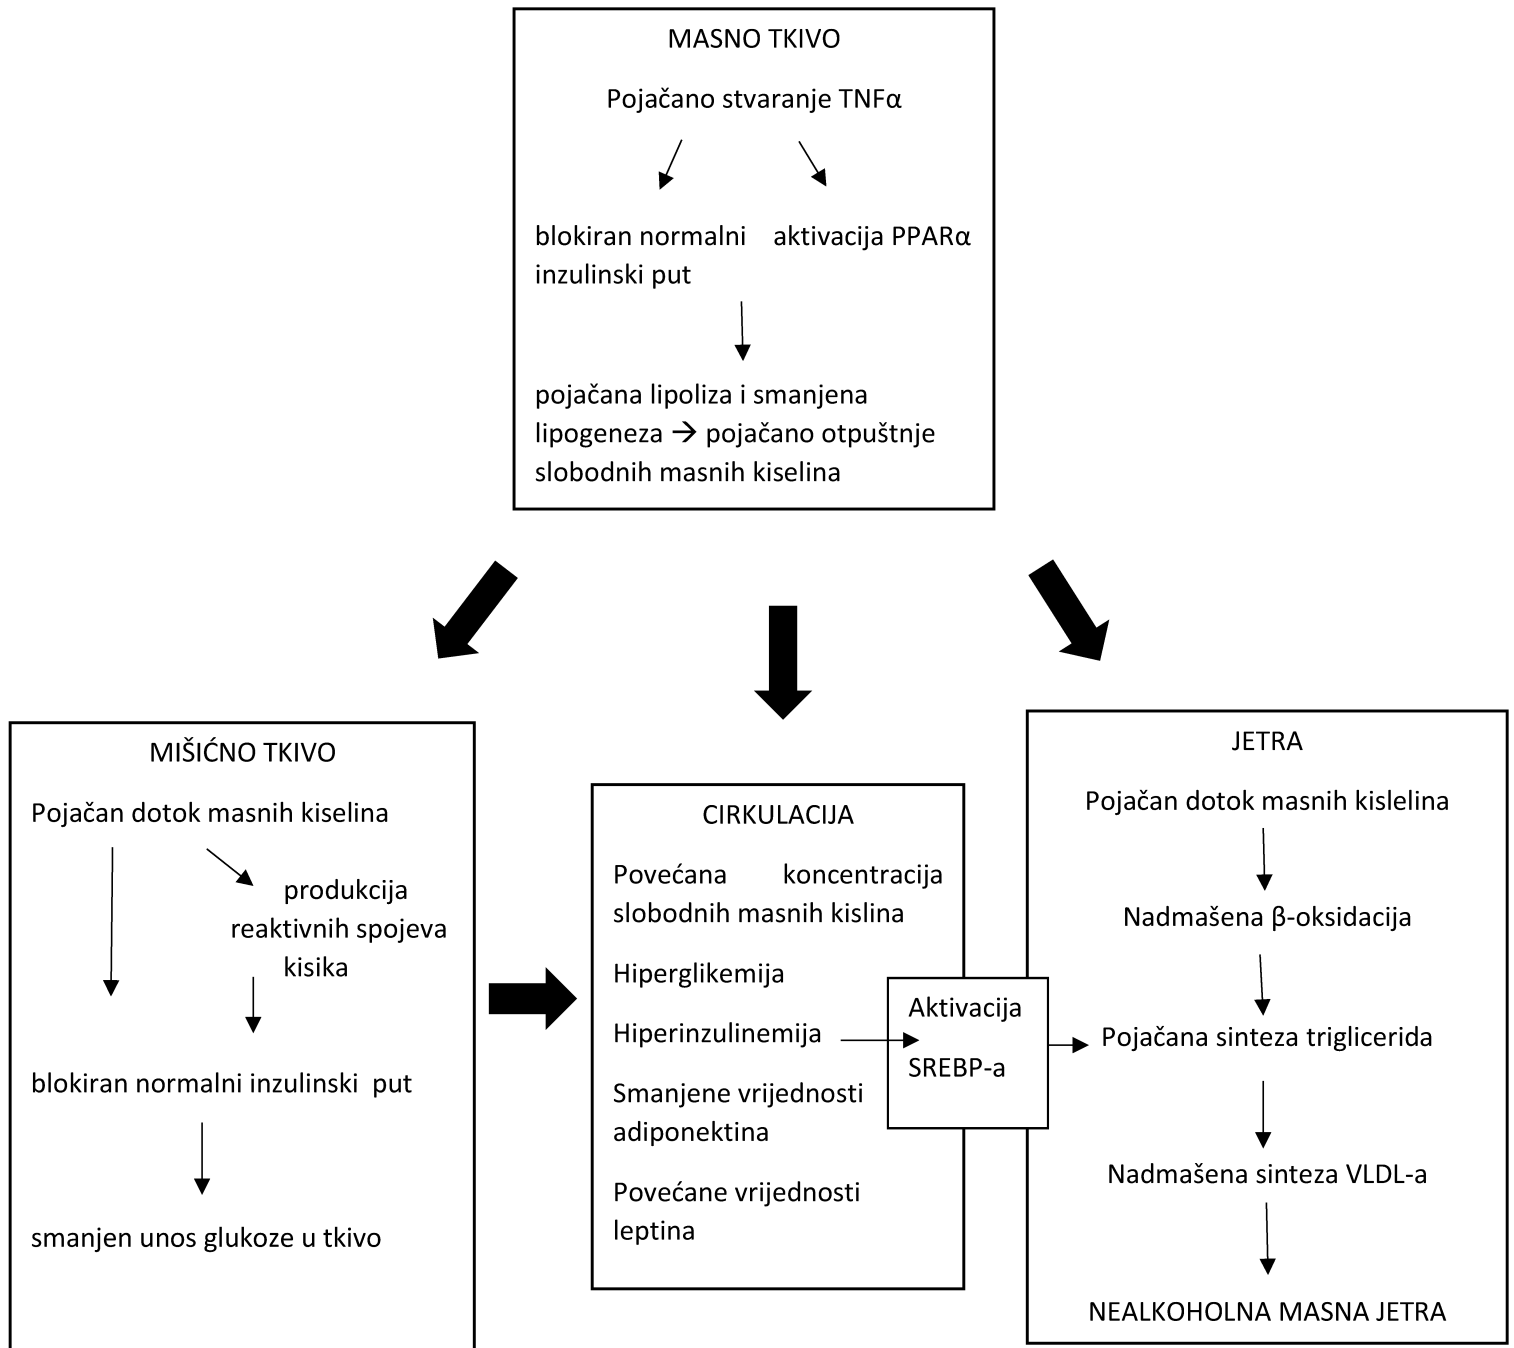 MASNO TKIVO
Pojačano stvaranje TNFα
blokiran normalni
inzulinski put
aktivacija PPARα
pojačana lipoliza i smanjena
lipogeneza → pojačano otpuštnje
slobodnih masnih kiselina
MIŠIĆNO TKIVO
Pojačan dotok masnih kiselina
produkcija
reaktivnih spojeva
kisika
blokiran normalni inzulinski put
smanjen unos glukoze u tkivo
CIRKULACIJA
Povećana koncentracija
slobodnih masnih kislina
Hiperglikemija
Hiperinzulinemija
Smanjene vrijednosti
adiponektina
Povećane vrijednosti
leptina
Aktivacija
SREBP-a
JETRA
Pojačan dotok masnih kislelina
Nadmašena β-oksidacija
Pojačana sinteza triglicerida
Nadmašena sinteza VLDL-a
NEALKOHOLNA MASNA JETRA